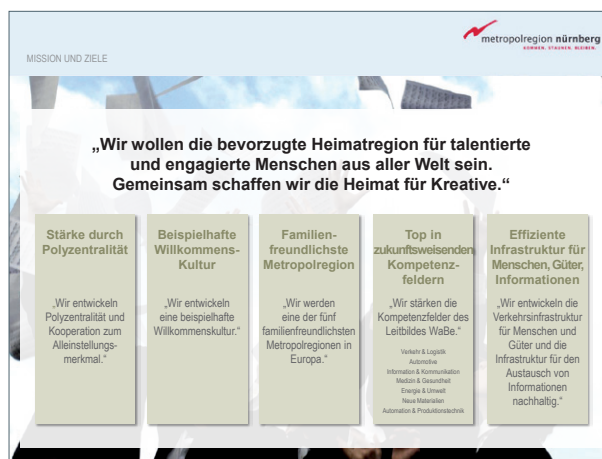 metropolregion nürnberg
KOMMEN. STAUNEN. BLEIBEN.
MISSION UND ZIELE
„Wir wollen die bevorzugte Heimatregion für talentierte
und engagierte Menschen aus aller Welt sein.
Gemeinsam schaffen wir die Heimat für Kreative.“
Stärke durch
Polyzentralität
„Wir entwickeln
Polyzentralität und
Kooperation zum
Alleinstellungs-
merkmal.“
Beispielhafte
Willkommens-
Kultur
„Wir entwickeln
eine beispielhafte
Willkommenskultur.“
Familien-
freundlichste
Metropolregion
„Wir werden
eine der fünf
familienfreundlichsten
Metropolregionen in
Europa.“
Top in
zukunftsweisenden
Kompetenz-
feldern
„Wir stärken die
Kompetenzfelder des
Leitbildes WaBe.“
Verkehr & Logistik
Automotive
Information & Kommunikation
Medizin & Gesundheit
Energie & Umwelt
Neue Materialien
Automation & Produktionstechnik
Effiziente
Infrastruktur für
Menschen, Güter,
Informationen
„Wir entwickeln die
Verkehrsinfrastruktur
für Menschen und
Güter und die
Infrastruktur für den
Austausch von
Informationen
nachhaltig.“